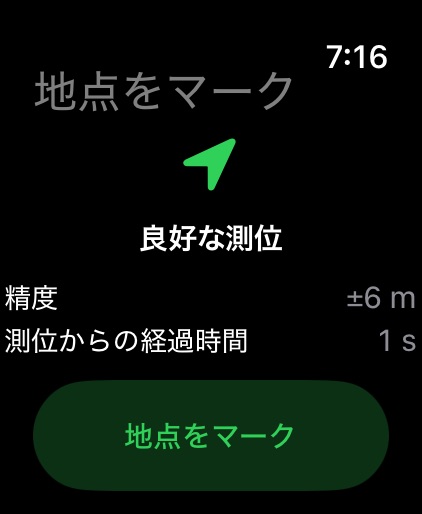 7:16
地点をマーク
良好な測位
精度 ±6 m
測位からの経過時間 1 s
地点をマーク